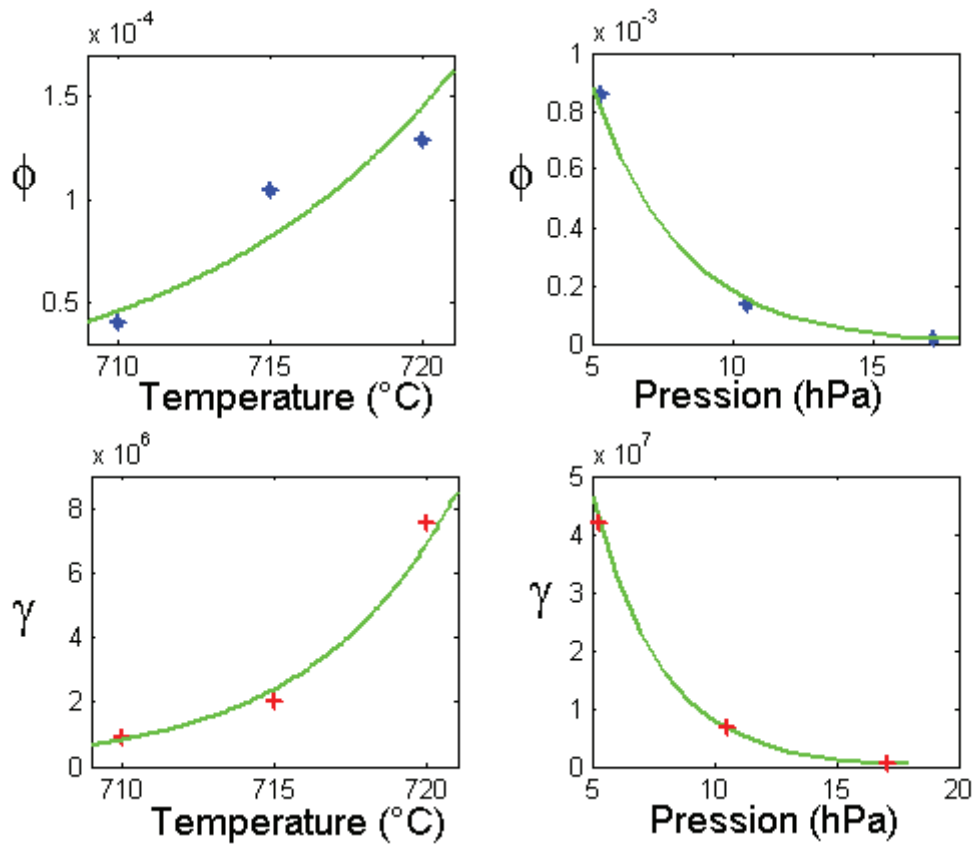 x 10^-4
1.5
1
0.5
ϕ
710 715 720
Temperature (°C)
x 10^-3
1
0.8
0.6
0.4
0.2
0
ϕ
5 10 15
Pression (hPa)
x 10^6
8
6
4
2
0
γ
710 715 720
Temperature (°C)
x 10^7
5
4
3
2
1
0
γ
5 10 15 20
Pression (hPa)